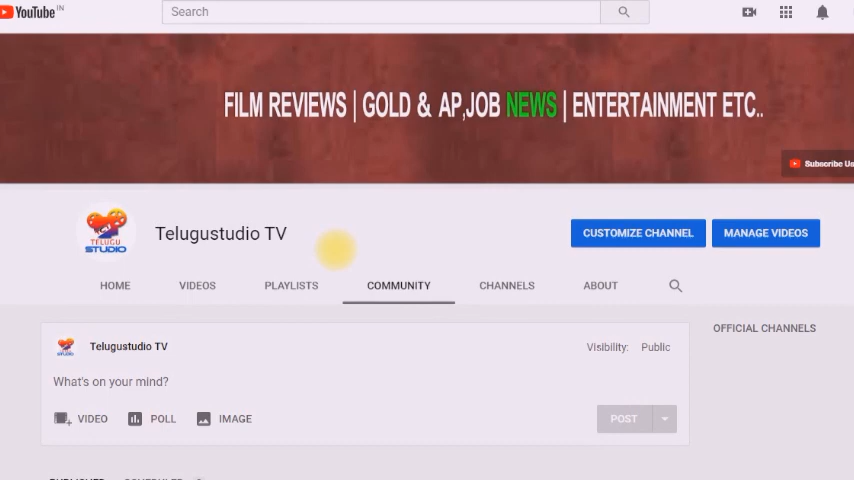 YouTube IN
Search
FILM REVIEWS | GOLD & AP,JOB NEWS | ENTERTAINMENT ETC..
Subscribe Us
TELUGU
STUDIO
Telugustudio TV
CUSTOMIZE CHANNEL
MANAGE VIDEOS
HOME
VIDEOS
PLAYLISTS
COMMUNITY
CHANNELS
ABOUT
OFFICIAL CHANNELS
Telugustudio TV
Visibility: Public
What's on your mind?
VIDEO
POLL
IMAGE
POST